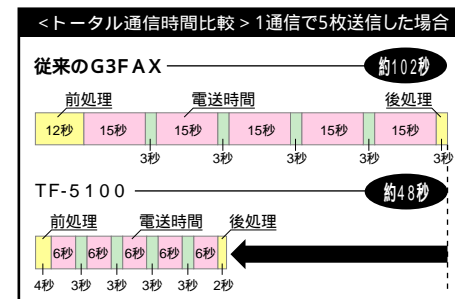 <トータル通信時間比較>1通信で5枚送信した場合
従来のG3FAX 約102秒
前処理 電送時間 後処理
12秒 15秒 15秒 15秒 15秒 15秒
3秒 3秒 3秒 3秒 3秒
TF-5100 約48秒
前処理 電送時間 後処理
6秒 6秒 6秒 6秒 6秒
4秒 3秒 3秒 3秒 3秒 2秒